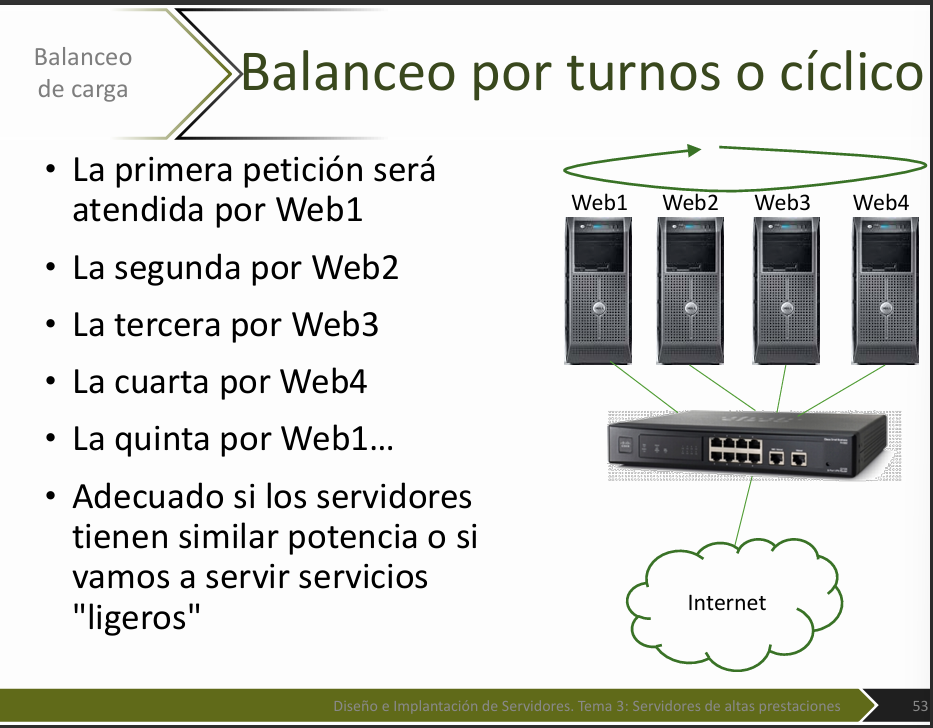 Balanceo
de carga
Balanceo por turnos o cíclico
• La primera petición será
atendida por Web1
• La segunda por Web2
• La tercera por Web3
• La cuarta por Web4
• La quinta por Web1...
• Adecuado si los servidores
tienen similar potencia o si
vamos a servir servicios
"ligeros"
Web1 Web2 Web3 Web4
Internet
Diseño e Implantación de Servidores. Tema 3: Servidores de altas prestaciones 53